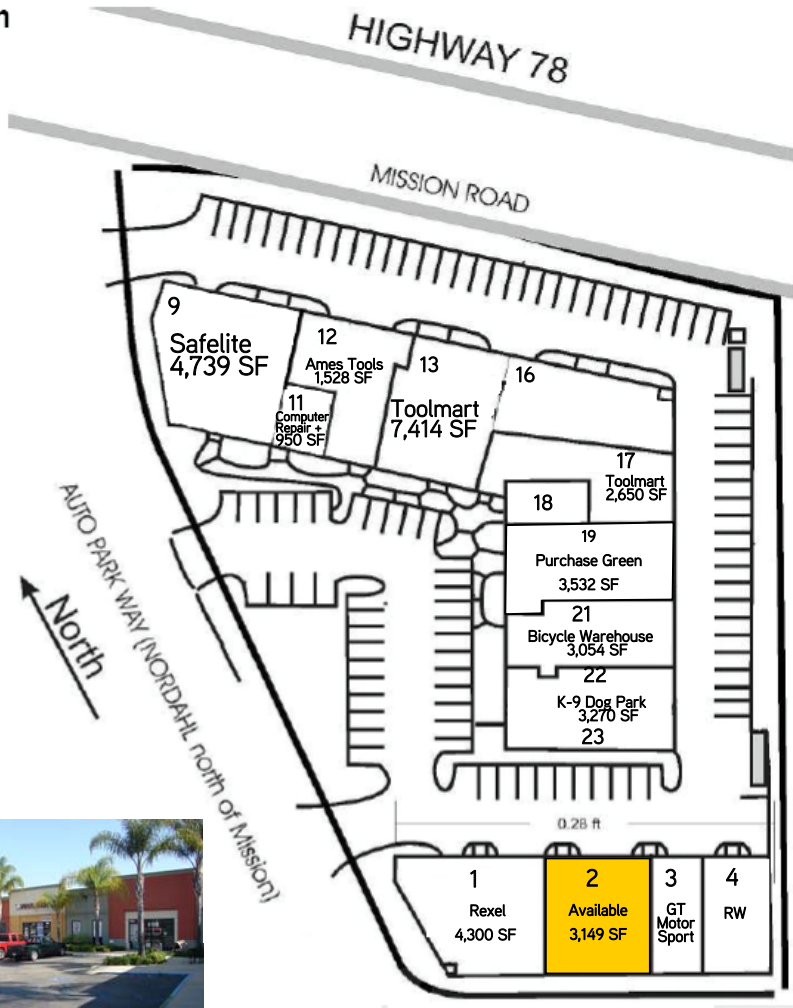 HIGHWAY 78
MISSION ROAD
9
Safelite
4,739 SF
12
Ames Tools
1,528 SF
11
Computer
Repair +
950 SF
13
Toolmart
7,414 SF
16
17
Toolmart
2,650 SF
18
19
Purchase Green
3,532 SF
21
Bicycle Warehouse
3,054 SF
22
K-9 Dog Park
3,270 SF
23
AUTO PARK WAY (NORDAHL north of Mission)
North
0.28 ft
1
Rexel
4,300 SF
2
Available
3,149 SF
3
GT
Motor
Sport
4
RW